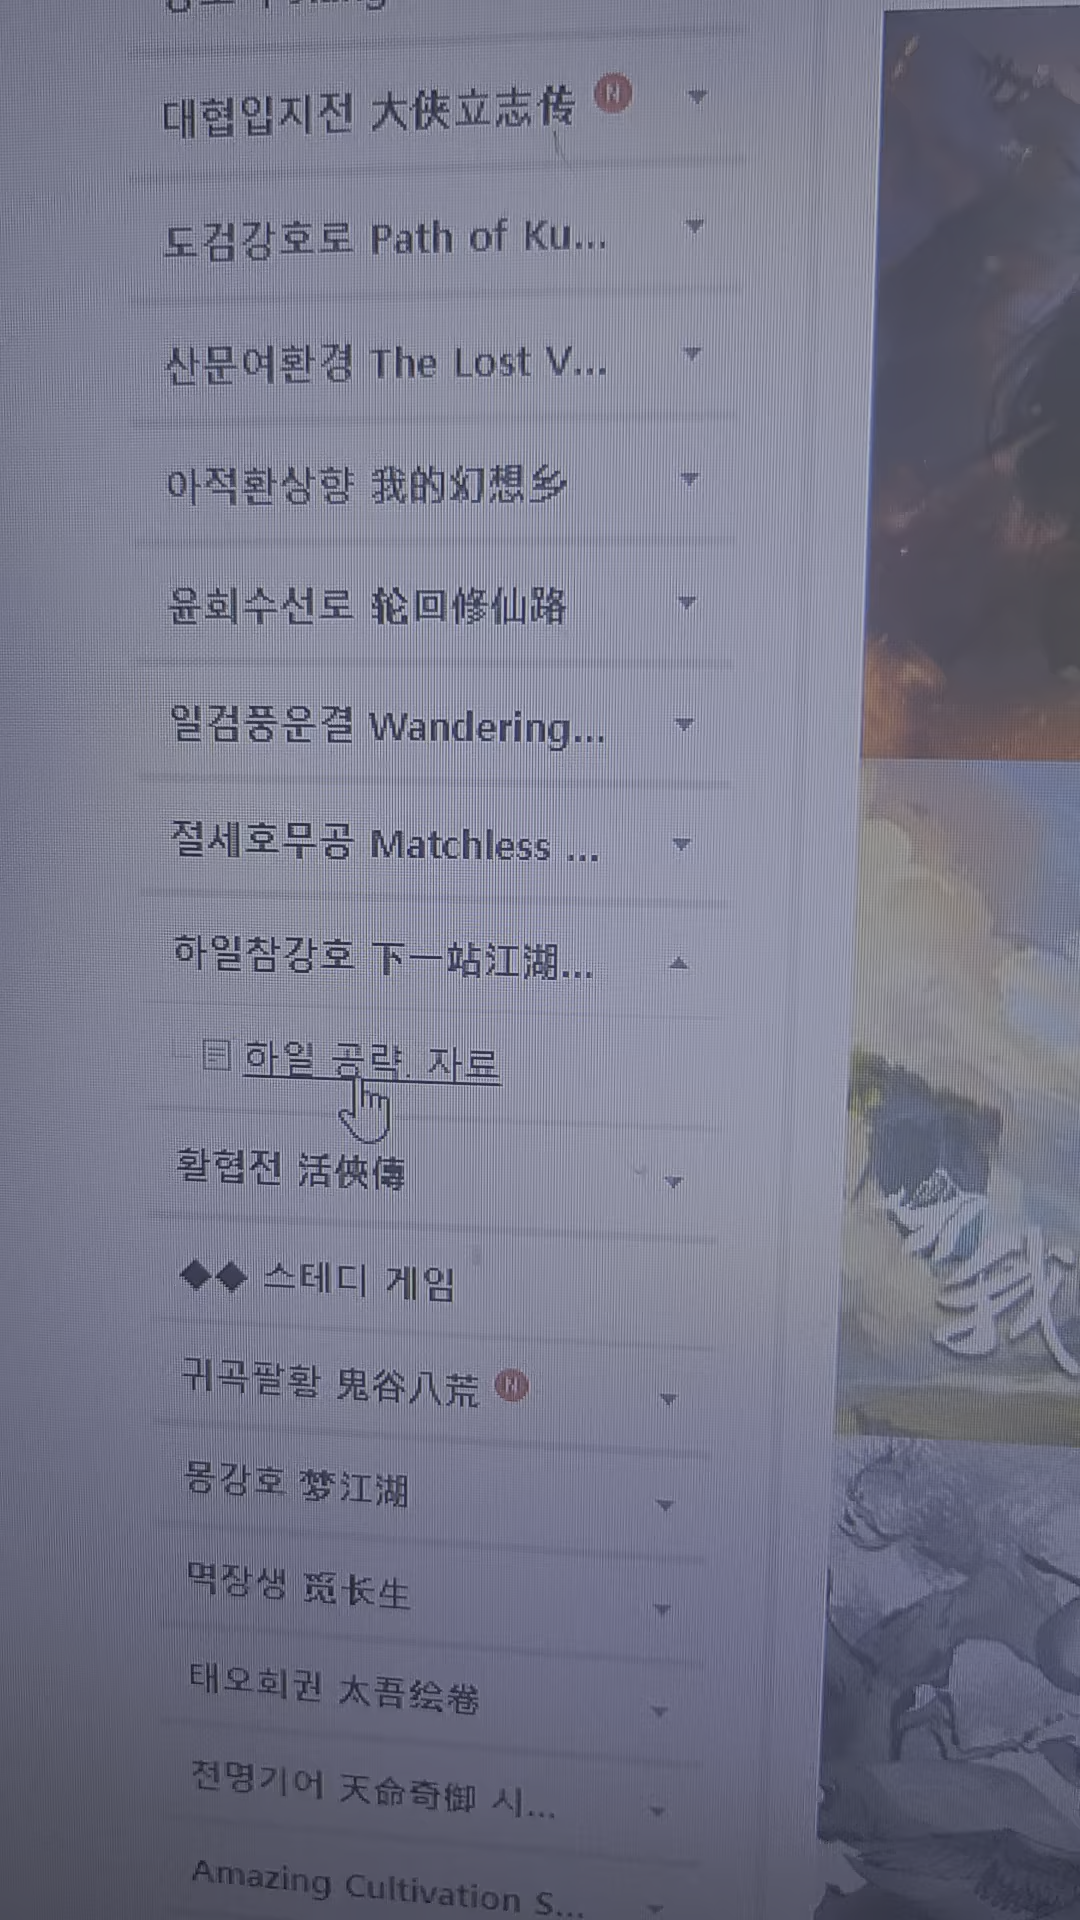 대협입지전 大侠立志传 N
도검강호로 Path of Ku...
산문여환경 The Lost V...
아적환상향 我的幻想乡
윤회수선로 轮回修仙路
일검풍운결 Wandering...
절세호무공 Matchless ...
하일참강호 下一站江湖...
하일 공략. 자료
활협전 活俠傳
◆◆ 스테디 게임
귀곡팔황 鬼谷八荒 N
몽강호 梦江湖
멱장생 觅长生
태오회권 太吾绘卷
천명기어 天命奇御 시...
Amazing Cultivation S...
我